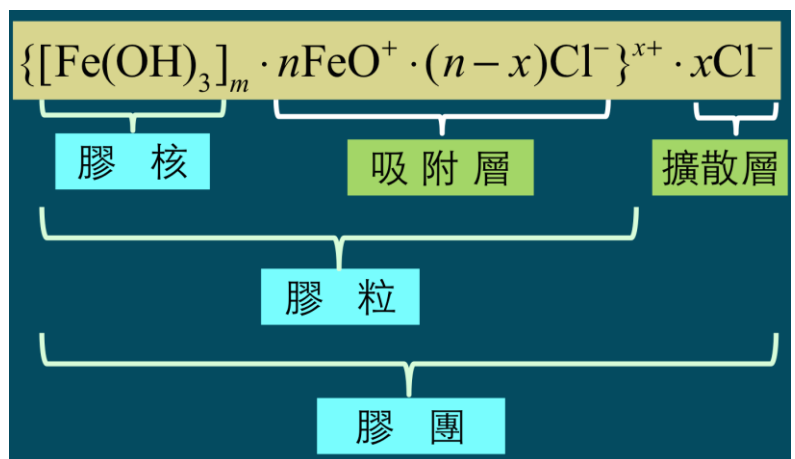 {[Fe(OH)₃]ₘ · nFeO⁺ · (n−x)Cl⁻}ˣ⁺ · xCl⁻
膠 核 吸 附 層 擴散層
膠 粒
膠 團